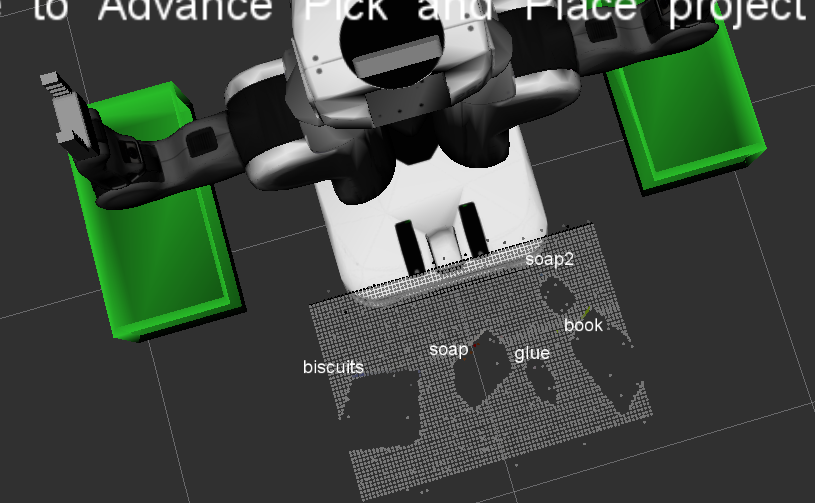 to Advance Pick and Place project
soap2
book
soap
glue
biscuits